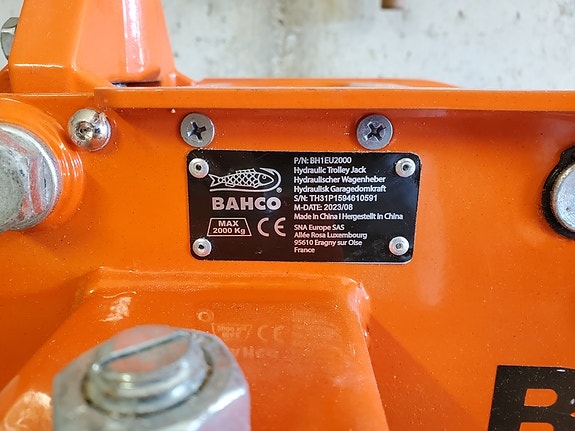 P/N: BH1EU2000
Hydraulic Trolley Jack
Hydraulischer Wagenheber
Hydraulisk Garagedomkraft
S/N: TH31P1594610591
M-DATE: 2023/08
Made in China I Hergestellt in China
SNA Europe SAS
Allée Rosa Luxembourg
95610 Eragny sur Oise
France
BAHCO
MAX
2000 Kg
CE
B